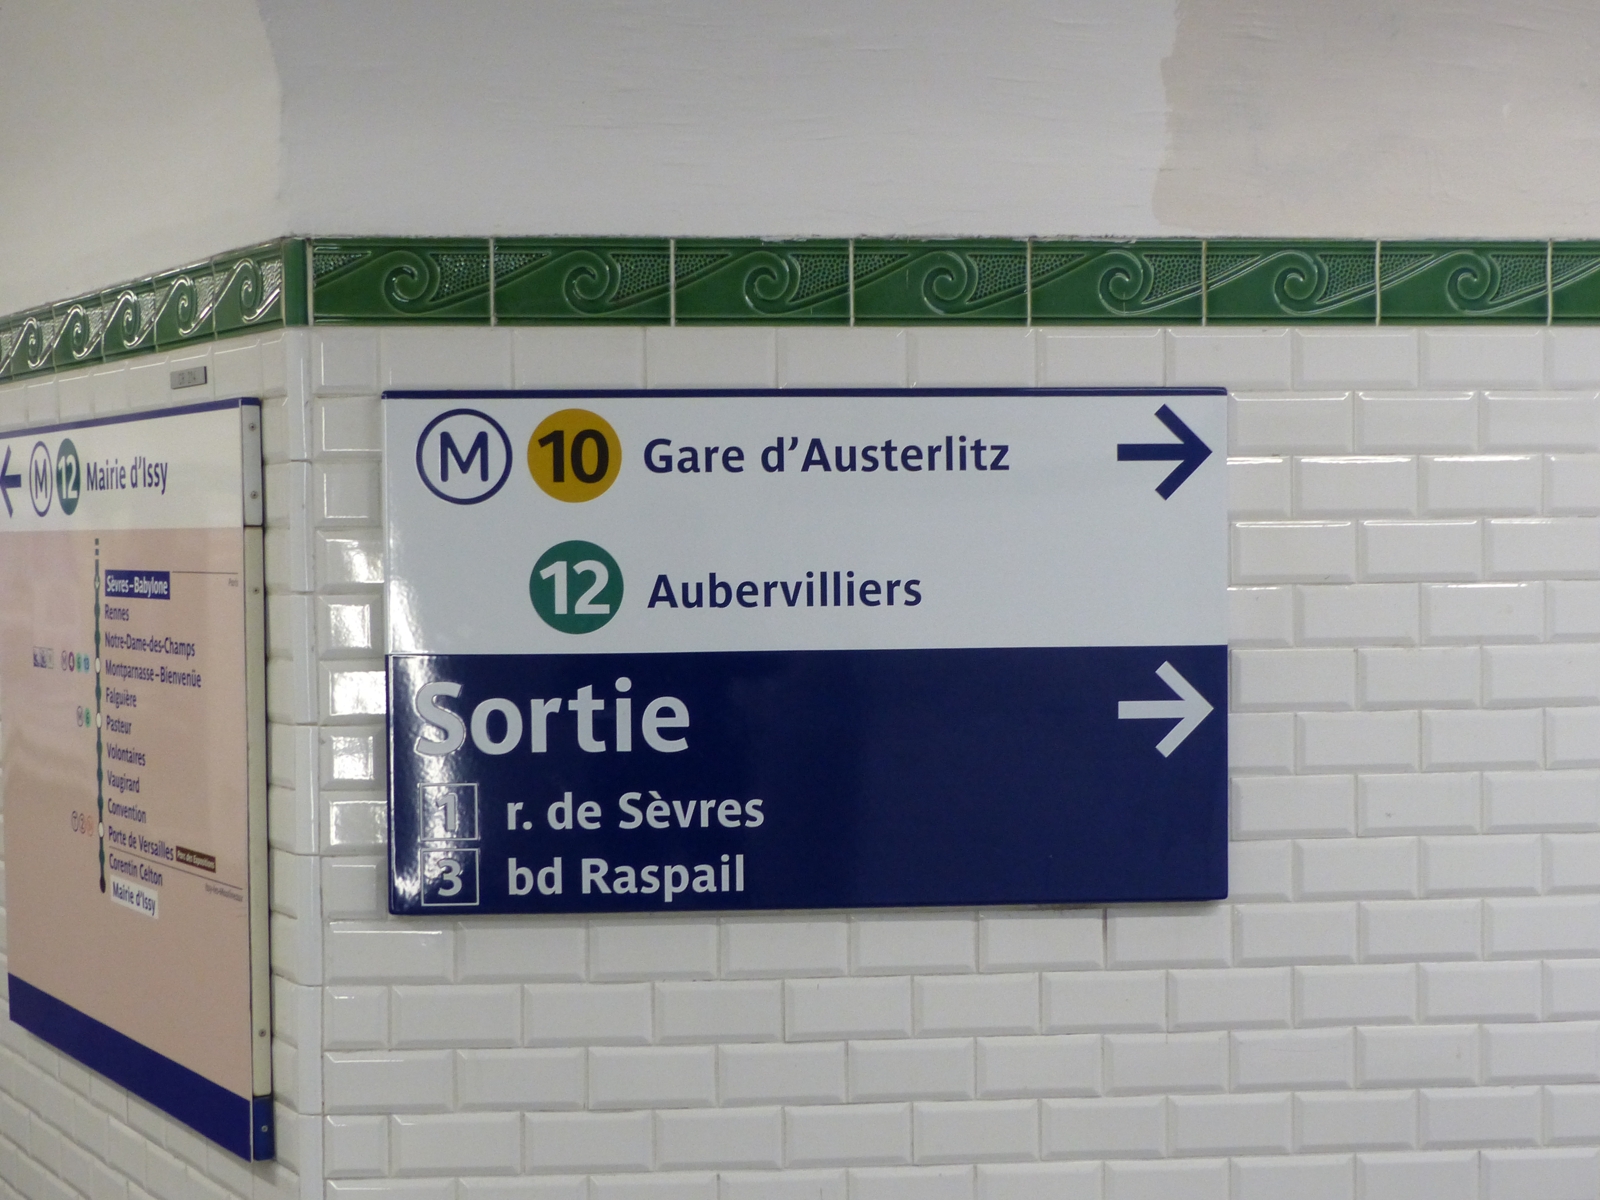 M 12 Mairie d'Issy
Sèvres-Babylone
Rennes
Notre-Dame-des-Champs
Montparnasse-Bienvenüe
Falguière
Pasteur
Volontaires
Vaugirard
Convention
Porte de Versailles
Corentin Celton
Mairie d'Issy
M 10 Gare d'Austerlitz
12 Aubervilliers
Sortie
1 r. de Sèvres
3 bd Raspail